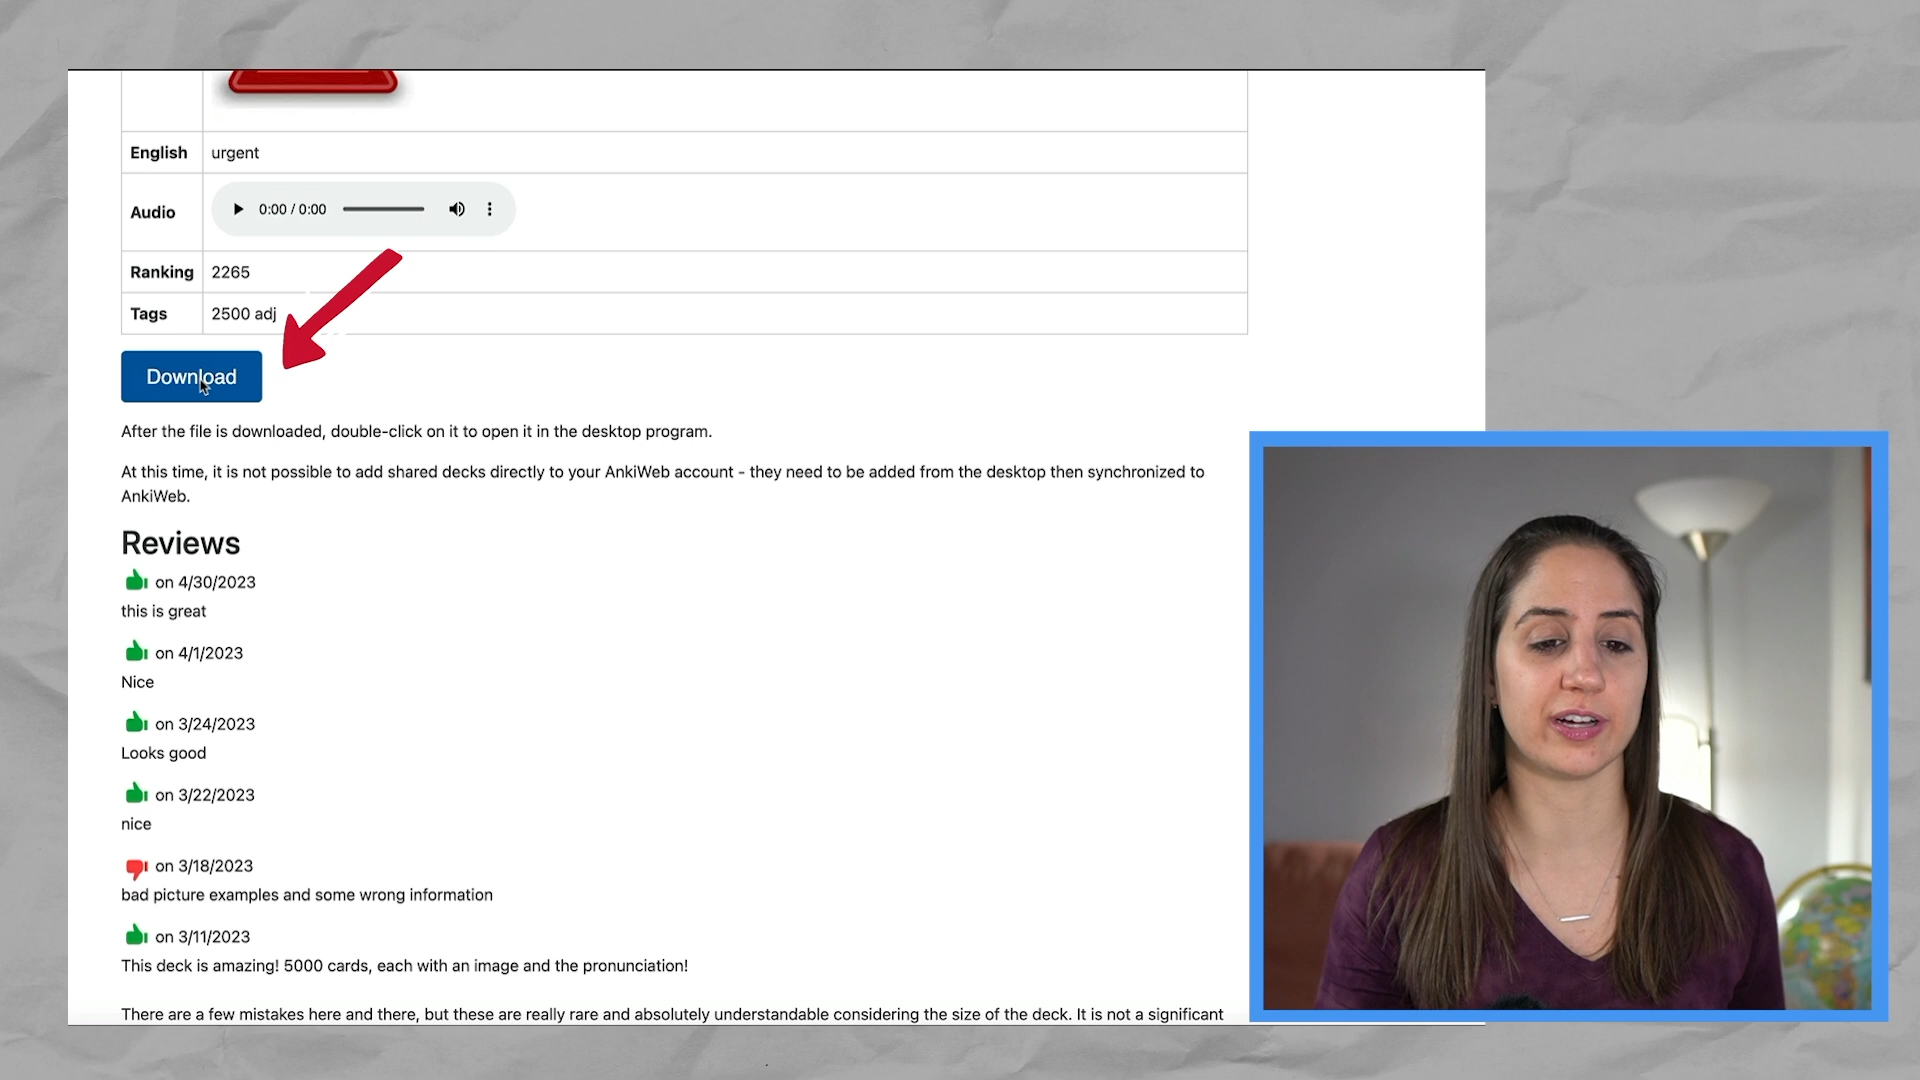 English urgent
Audio 0:00 / 0:00
Ranking 2265
Tags 2500 adj
Download
After the file is downloaded, double-click on it to open it in the desktop program.
At this time, it is not possible to add shared decks directly to your AnkiWeb account - they need to be added from the desktop then synchronized to
AnkiWeb.
Reviews
on 4/30/2023
this is great
on 4/1/2023
Nice
on 3/24/2023
Looks good
on 3/22/2023
nice
on 3/18/2023
bad picture examples and some wrong information
on 3/11/2023
This deck is amazing! 5000 cards, each with an image and the pronunciation!
There are a few mistakes here and there, but these are really rare and absolutely understandable considering the size of the deck. It is not a significant